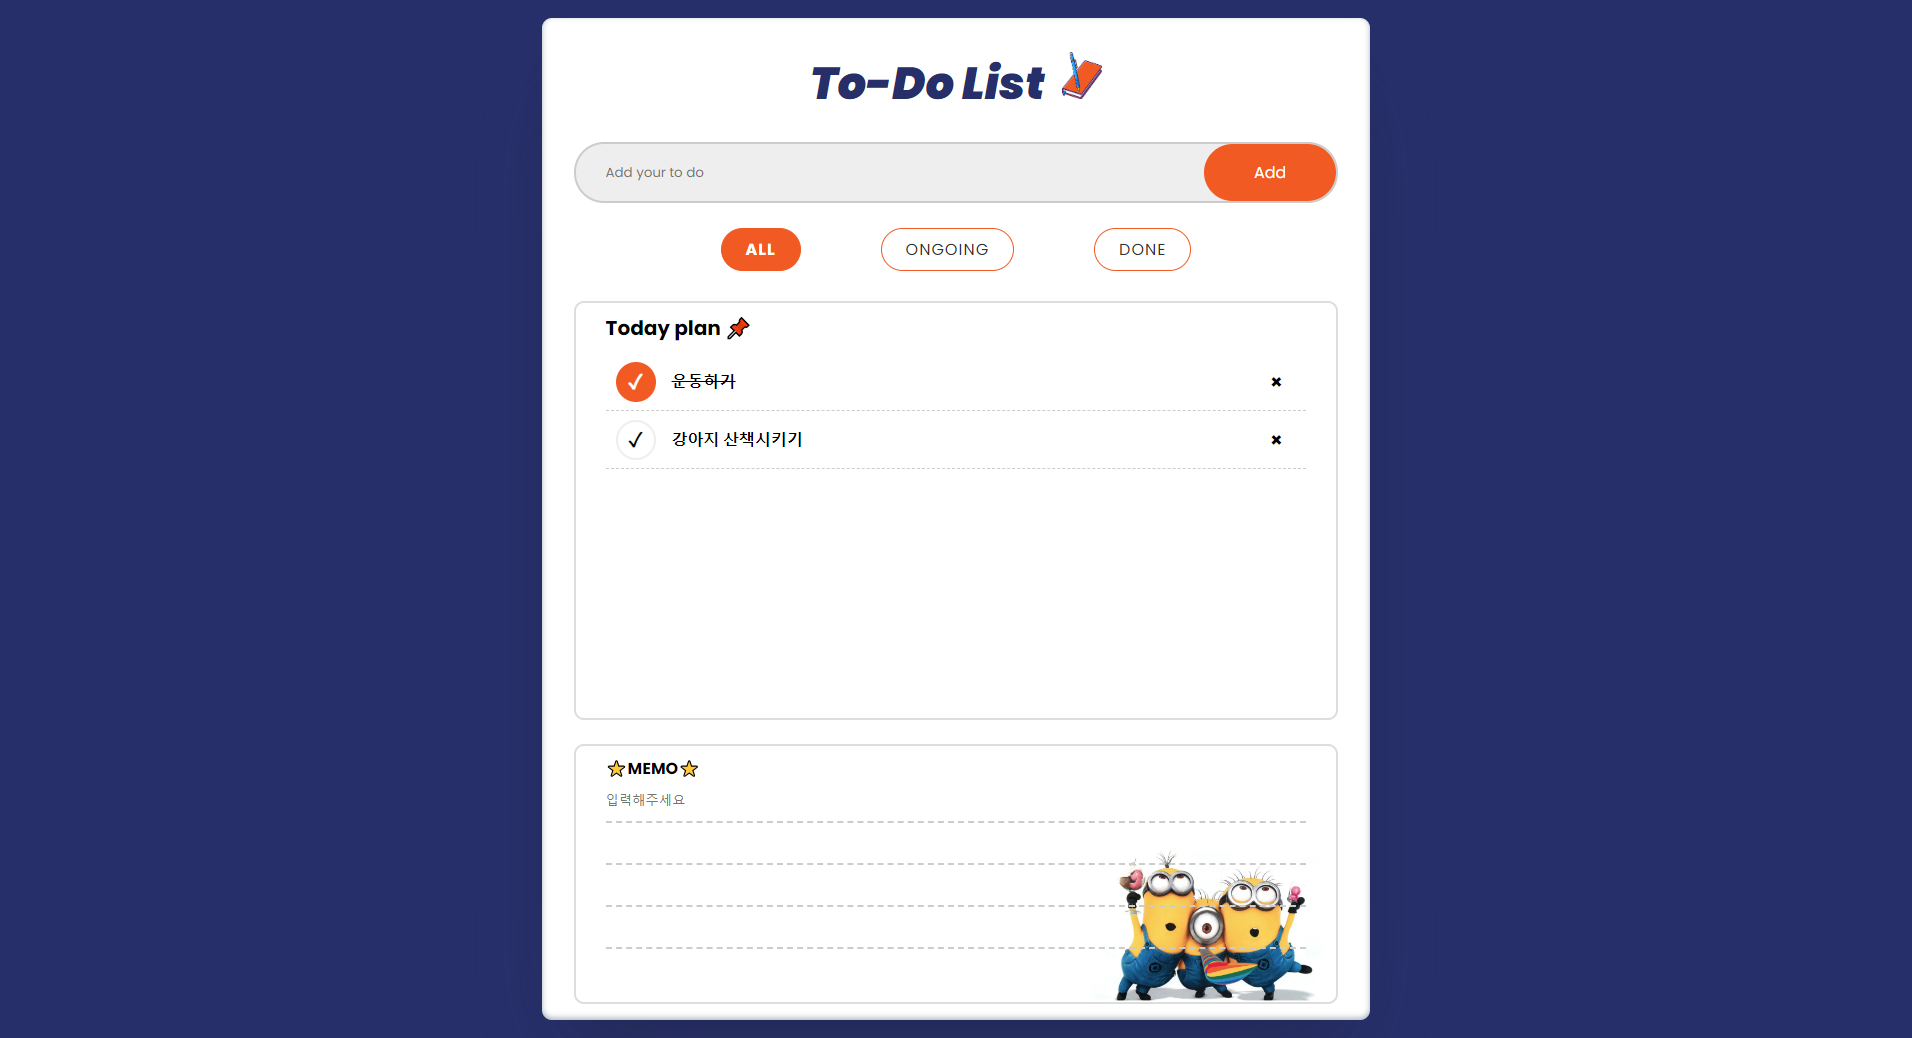 To-Do List
Add your to do
Add
ALL
ONGOING
DONE
Today plan
운동하기
강아지 산책시키기
MEMO
입력해주세요